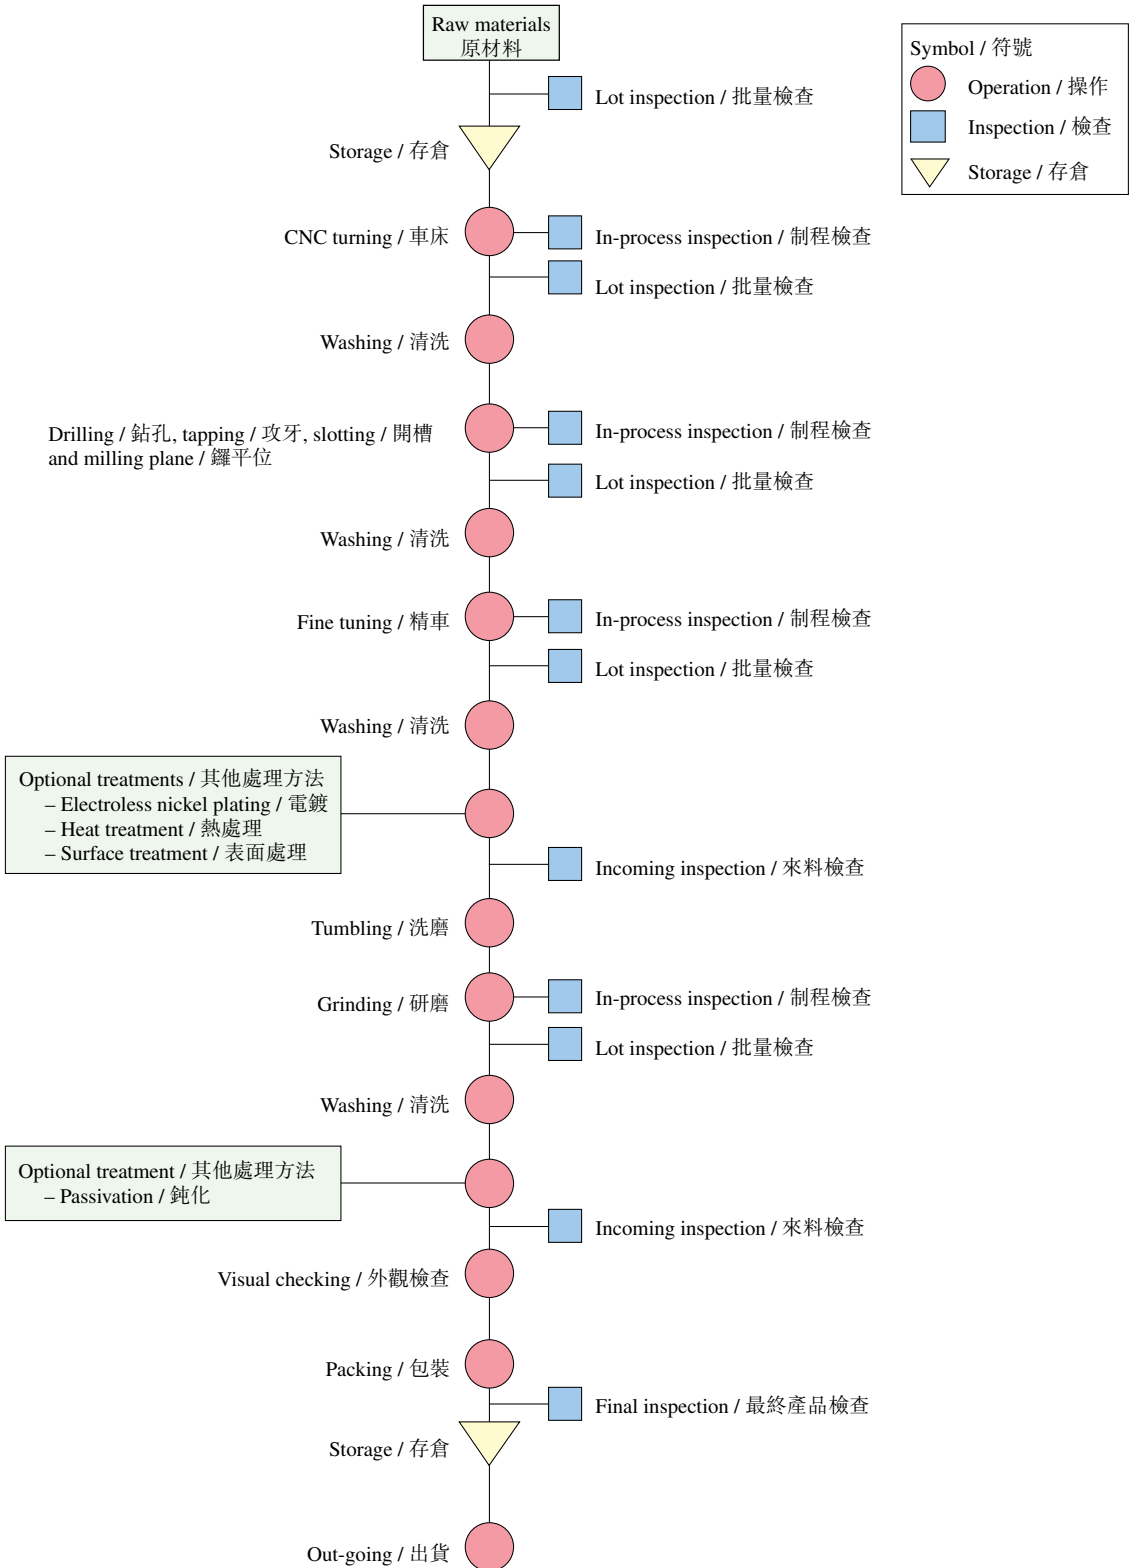 Raw materials
原材料
Symbol / 符號
Operation / 操作
Inspection / 檢查
Storage / 存倉
Lot inspection / 批量檢查
Storage / 存倉
CNC turning / 車床
In-process inspection / 制程檢查
Lot inspection / 批量檢查
Washing / 清洗
Drilling / 鉆孔, tapping / 攻牙, slotting / 開槽
and milling plane / 鑼平位
In-process inspection / 制程檢查
Lot inspection / 批量檢查
Washing / 清洗
Fine tuning / 精車
In-process inspection / 制程檢查
Lot inspection / 批量檢查
Washing / 清洗
Optional treatments / 其他處理方法
– Electroless nickel plating / 電鍍
– Heat treatment / 熱處理
– Surface treatment / 表面處理
Incoming inspection / 來料檢查
Tumbling / 洗磨
Grinding / 研磨
In-process inspection / 制程檢查
Lot inspection / 批量檢查
Washing / 清洗
Optional treatment / 其他處理方法
– Passivation / 鈍化
Incoming inspection / 來料檢查
Visual checking / 外觀檢查
Packing / 包裝
Final inspection / 最終產品檢查
Storage / 存倉
Out-going / 出貨